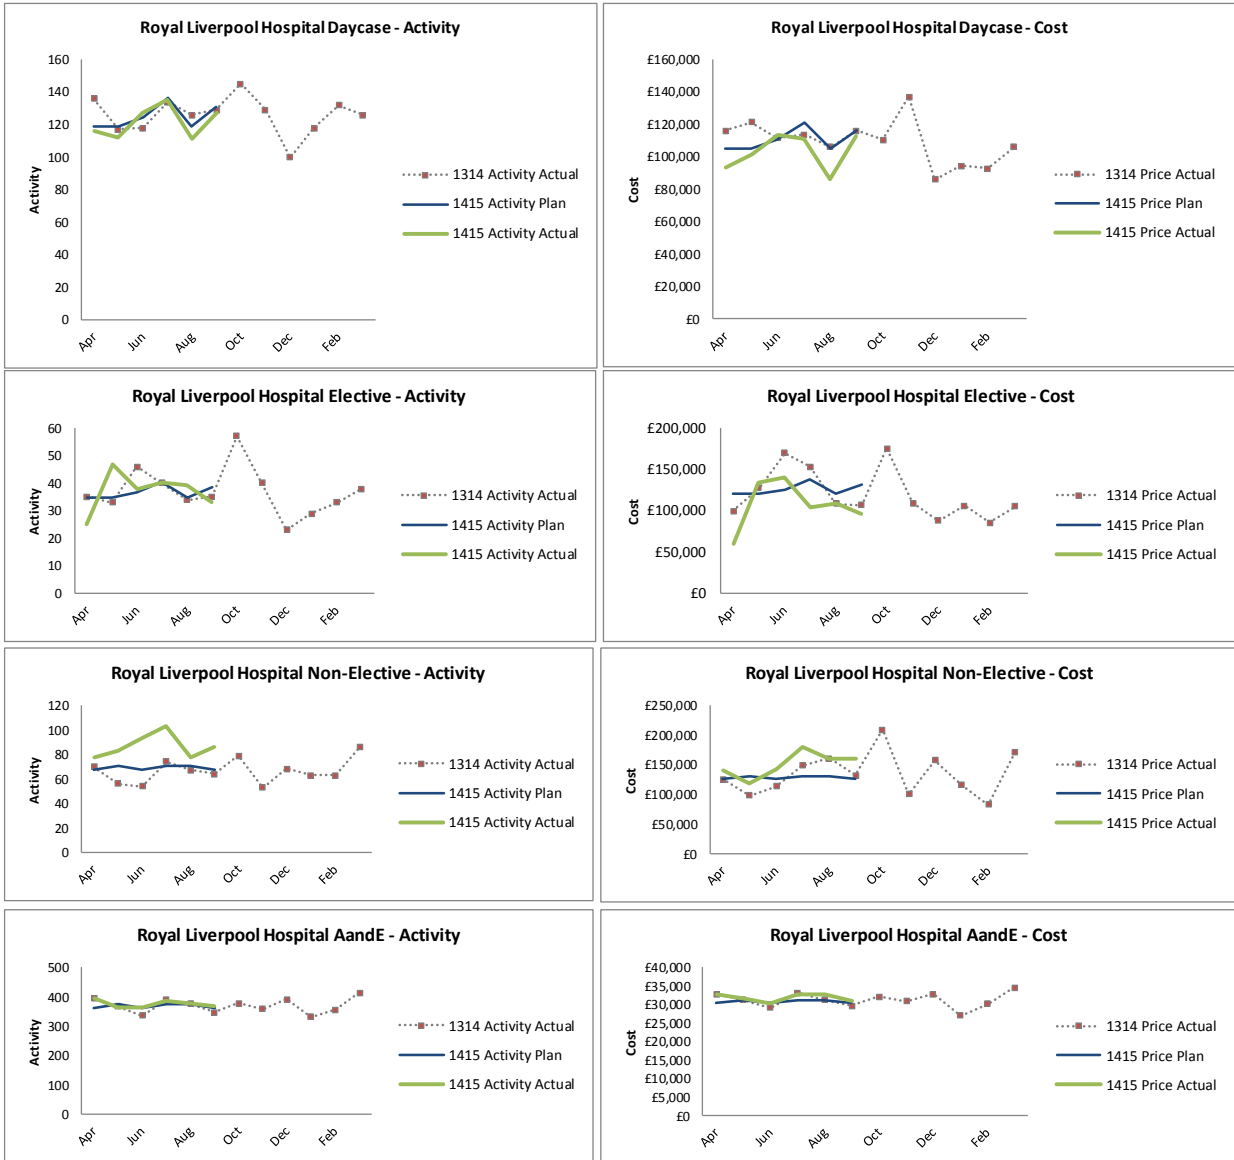 Royal Liverpool Hospital Daycase - Activity
160
140
120
100
80
60
40
20
0
Activity
Apr
Jun
Aug
Oct
Dec
Feb
1314 Activity Actual
1415 Activity Plan
1415 Activity Actual
Royal Liverpool Hospital Daycase - Cost
£160,000
£140,000
£120,000
£100,000
£80,000
£60,000
£40,000
£20,000
£0
Cost
Apr
Jun
Aug
Oct
Dec
Feb
1314 Price Actual
1415 Price Plan
1415 Price Actual
Royal Liverpool Hospital Elective - Activity
60
50
40
30
20
10
0
Activity
Apr
Jun
Aug
Oct
Dec
Feb
1314 Activity Actual
1415 Activity Plan
1415 Activity Actual
Royal Liverpool Hospital Elective - Cost
£200,000
£150,000
£100,000
£50,000
£0
Cost
Apr
Jun
Aug
Oct
Dec
Feb
1314 Price Actual
1415 Price Plan
1415 Price Actual
Royal Liverpool Hospital Non-Elective - Activity
120
100
80
60
40
20
0
Activity
Apr
Jun
Aug
Oct
Dec
Feb
1314 Activity Actual
1415 Activity Plan
1415 Activity Actual
Royal Liverpool Hospital Non-Elective - Cost
£250,000
£200,000
£150,000
£100,000
£50,000
£0
Cost
Apr
Jun
Aug
Oct
Dec
Feb
1314 Price Actual
1415 Price Plan
1415 Price Actual
Royal Liverpool Hospital AandE - Activity
500
400
300
200
100
0
Activity
Apr
Jun
Aug
Oct
Dec
Feb
1314 Activity Actual
1415 Activity Plan
1415 Activity Actual
Royal Liverpool Hospital AandE - Cost
£40,000
£35,000
£30,000
£25,000
£20,000
£15,000
£10,000
£5,000
£0
Cost
Apr
Jun
Aug
Oct
Dec
Feb
1314 Price Actual
1415 Price Plan
1415 Price Actual